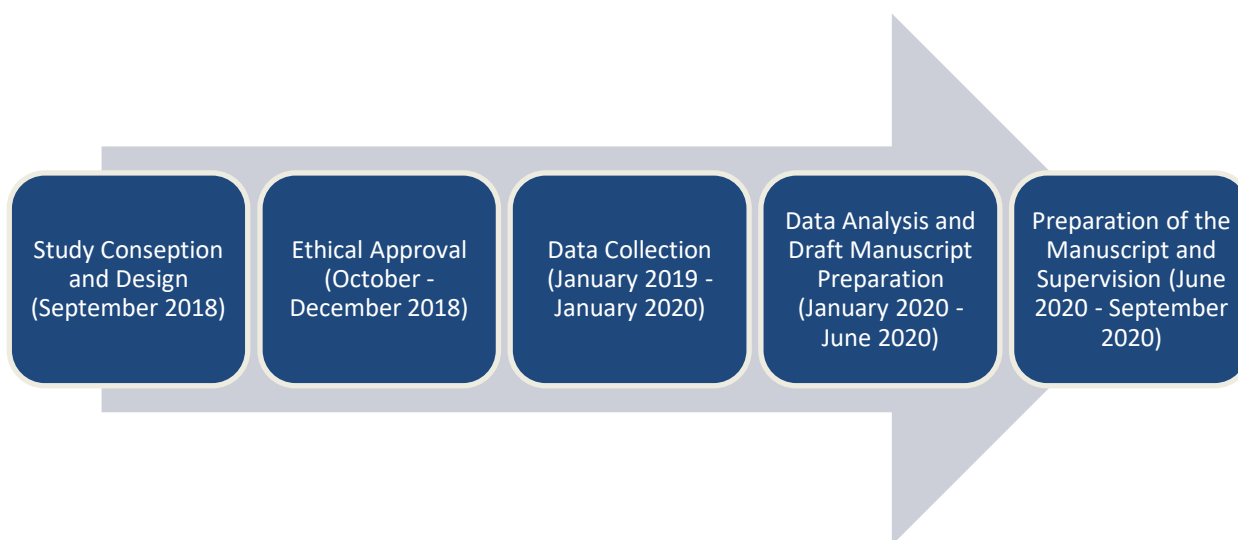 Study Conseption
and Design
(September 2018)
Ethical Approval
(October -
December 2018)
Data Collection
(January 2019 -
January 2020)
Data Analysis and
Draft Manuscript
Preparation
(January 2020 -
June 2020)
Preparation of the
Manuscript and
Supervision (June
2020 - September
2020)